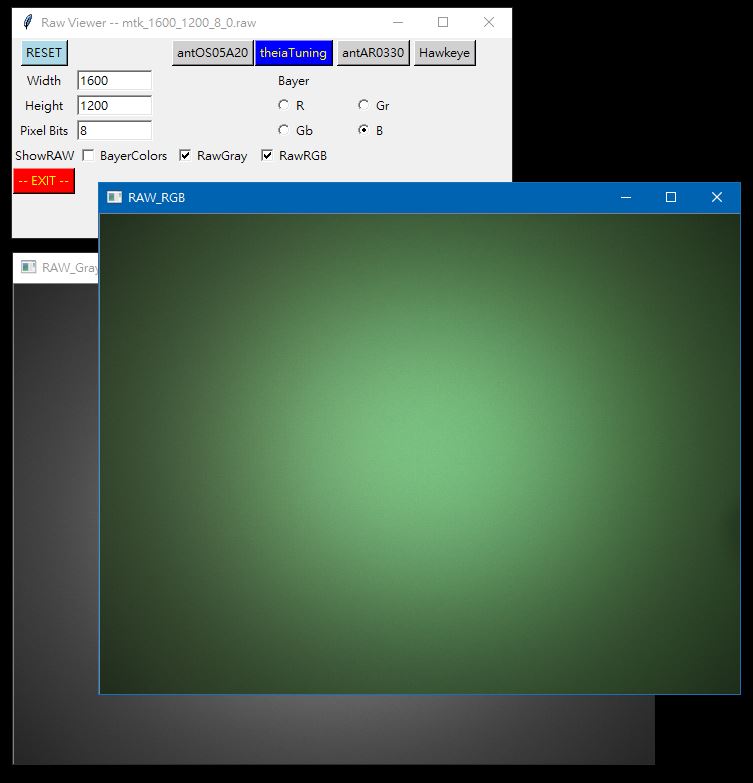 Raw Viewer -- mtk_1600_1200_8_0.raw
RESET antOS05A20 theiaTuning antAR0330 Hawkeye
Width 1600 Bayer
Height 1200 R Gr
Pixel Bits 8 Gb B
ShowRAW BayerColors RawGray RawRGB
-- EXIT --
RAW_RGB
RAW_Gray